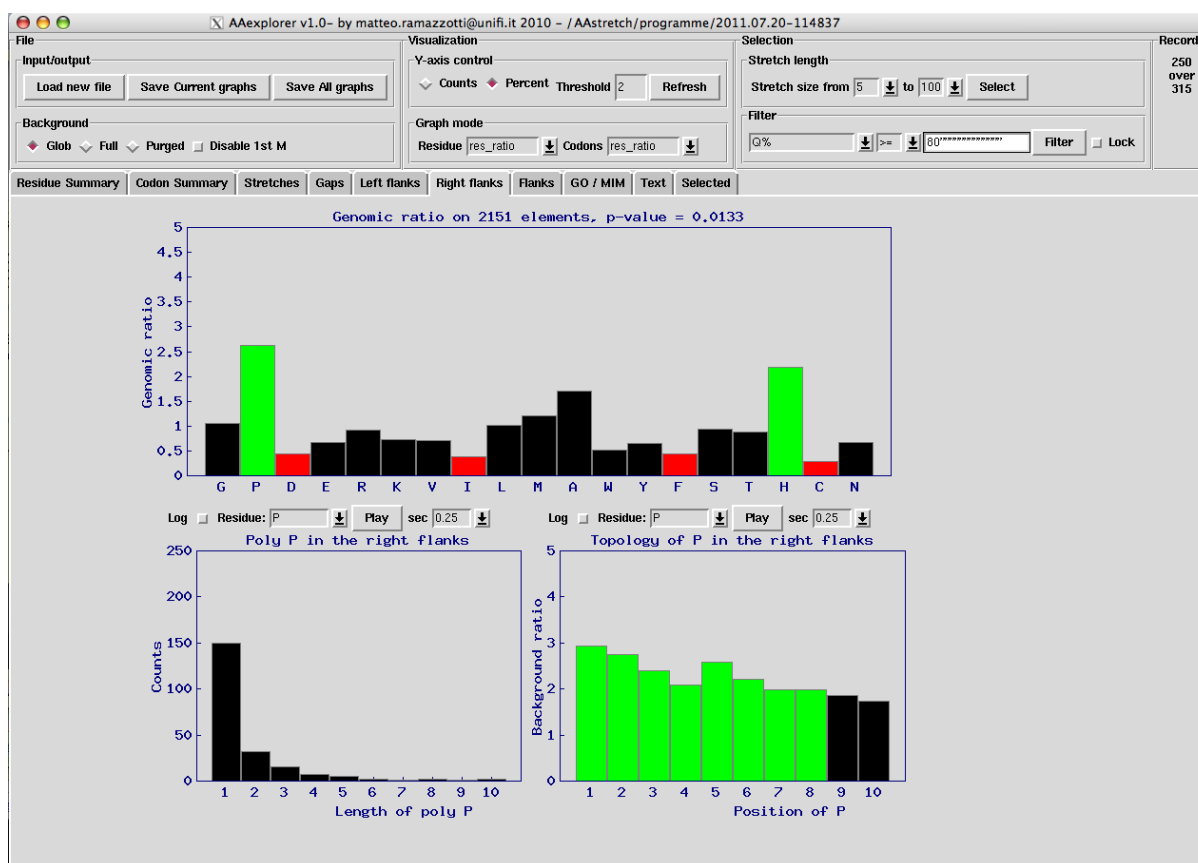 AAexplorer v1.0- by matteo.ramazzotti@unifi.it 2010 - /AAstretch/programme/2011.07.20-114837
File
Input/output
Load new file Save Current graphs Save All graphs
Background
Glob Full Purged Disable 1st M
Visualization
Y-axis control
Counts Percent Threshold 2 Refresh
Graph mode
Residue res_ratio Codons res_ratio
Selection
Stretch length
Stretch size from 5 to 100 Select
Filter
Q% >= Filter Lock
Record
250
over
315
Residue Summary Codon Summary Stretches Gaps Left flanks Right flanks Flanks GO / MIM Text Selected
Genomic ratio on 2151 elements, p-value = 0.0133
Genomic ratio
5
4.5
4
3.5
3
2.5
2
1.5
1
0.5
0
G P D E R K V I L M A W Y F S T H C N
Log Residue: P Play sec 0.25
Log Residue: P Play sec 0.25
Poly P in the right flanks
Counts
250
200
150
100
50
0
1 2 3 4 5 6 7 8 9 10
Length of poly P
Topology of P in the right flanks
Background ratio
5
4
3
2
1
0
1 2 3 4 5 6 7 8 9 10
Position of P